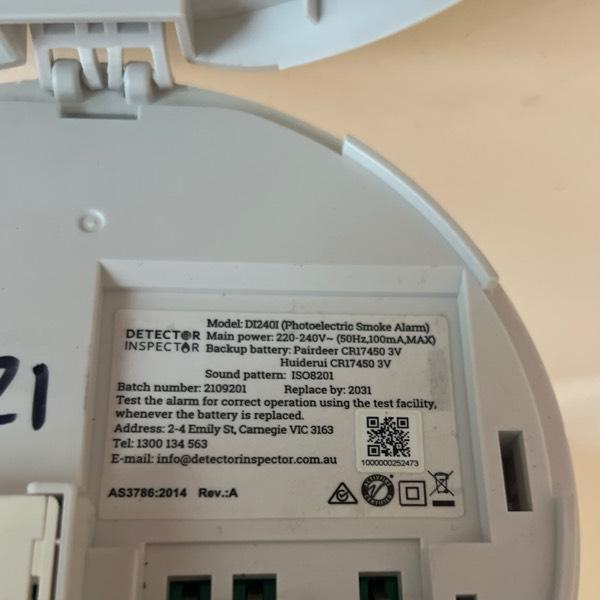 DETECTOR
INSPECTOR
Model: DI240I (Photoelectric Smoke Alarm)
Main power: 220-240V~ (50Hz,100mA,MAX)
Backup battery: Pairdeer CR17450 3V
Huiderui CR17450 3V
Sound pattern: ISO8201
Batch number: 2109201 Replace by: 2031
Test the alarm for correct operation using the test facility,
whenever the battery is replaced.
Address: 2-4 Emily St, Carnegie VIC 3163
Tel: 1300 134 563
E-mail: info@detectorinspector.com.au
1000000252473
AS3786:2014 Rev.:A
21